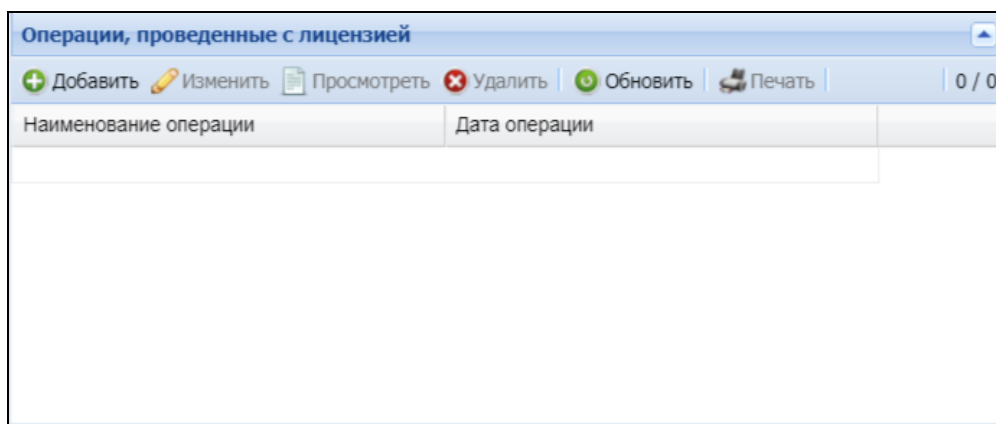 Операции, проведенные с лицензией
Добавить Изменить Просмотреть Удалить Обновить Печать 0 / 0
Наименование операции Дата операции